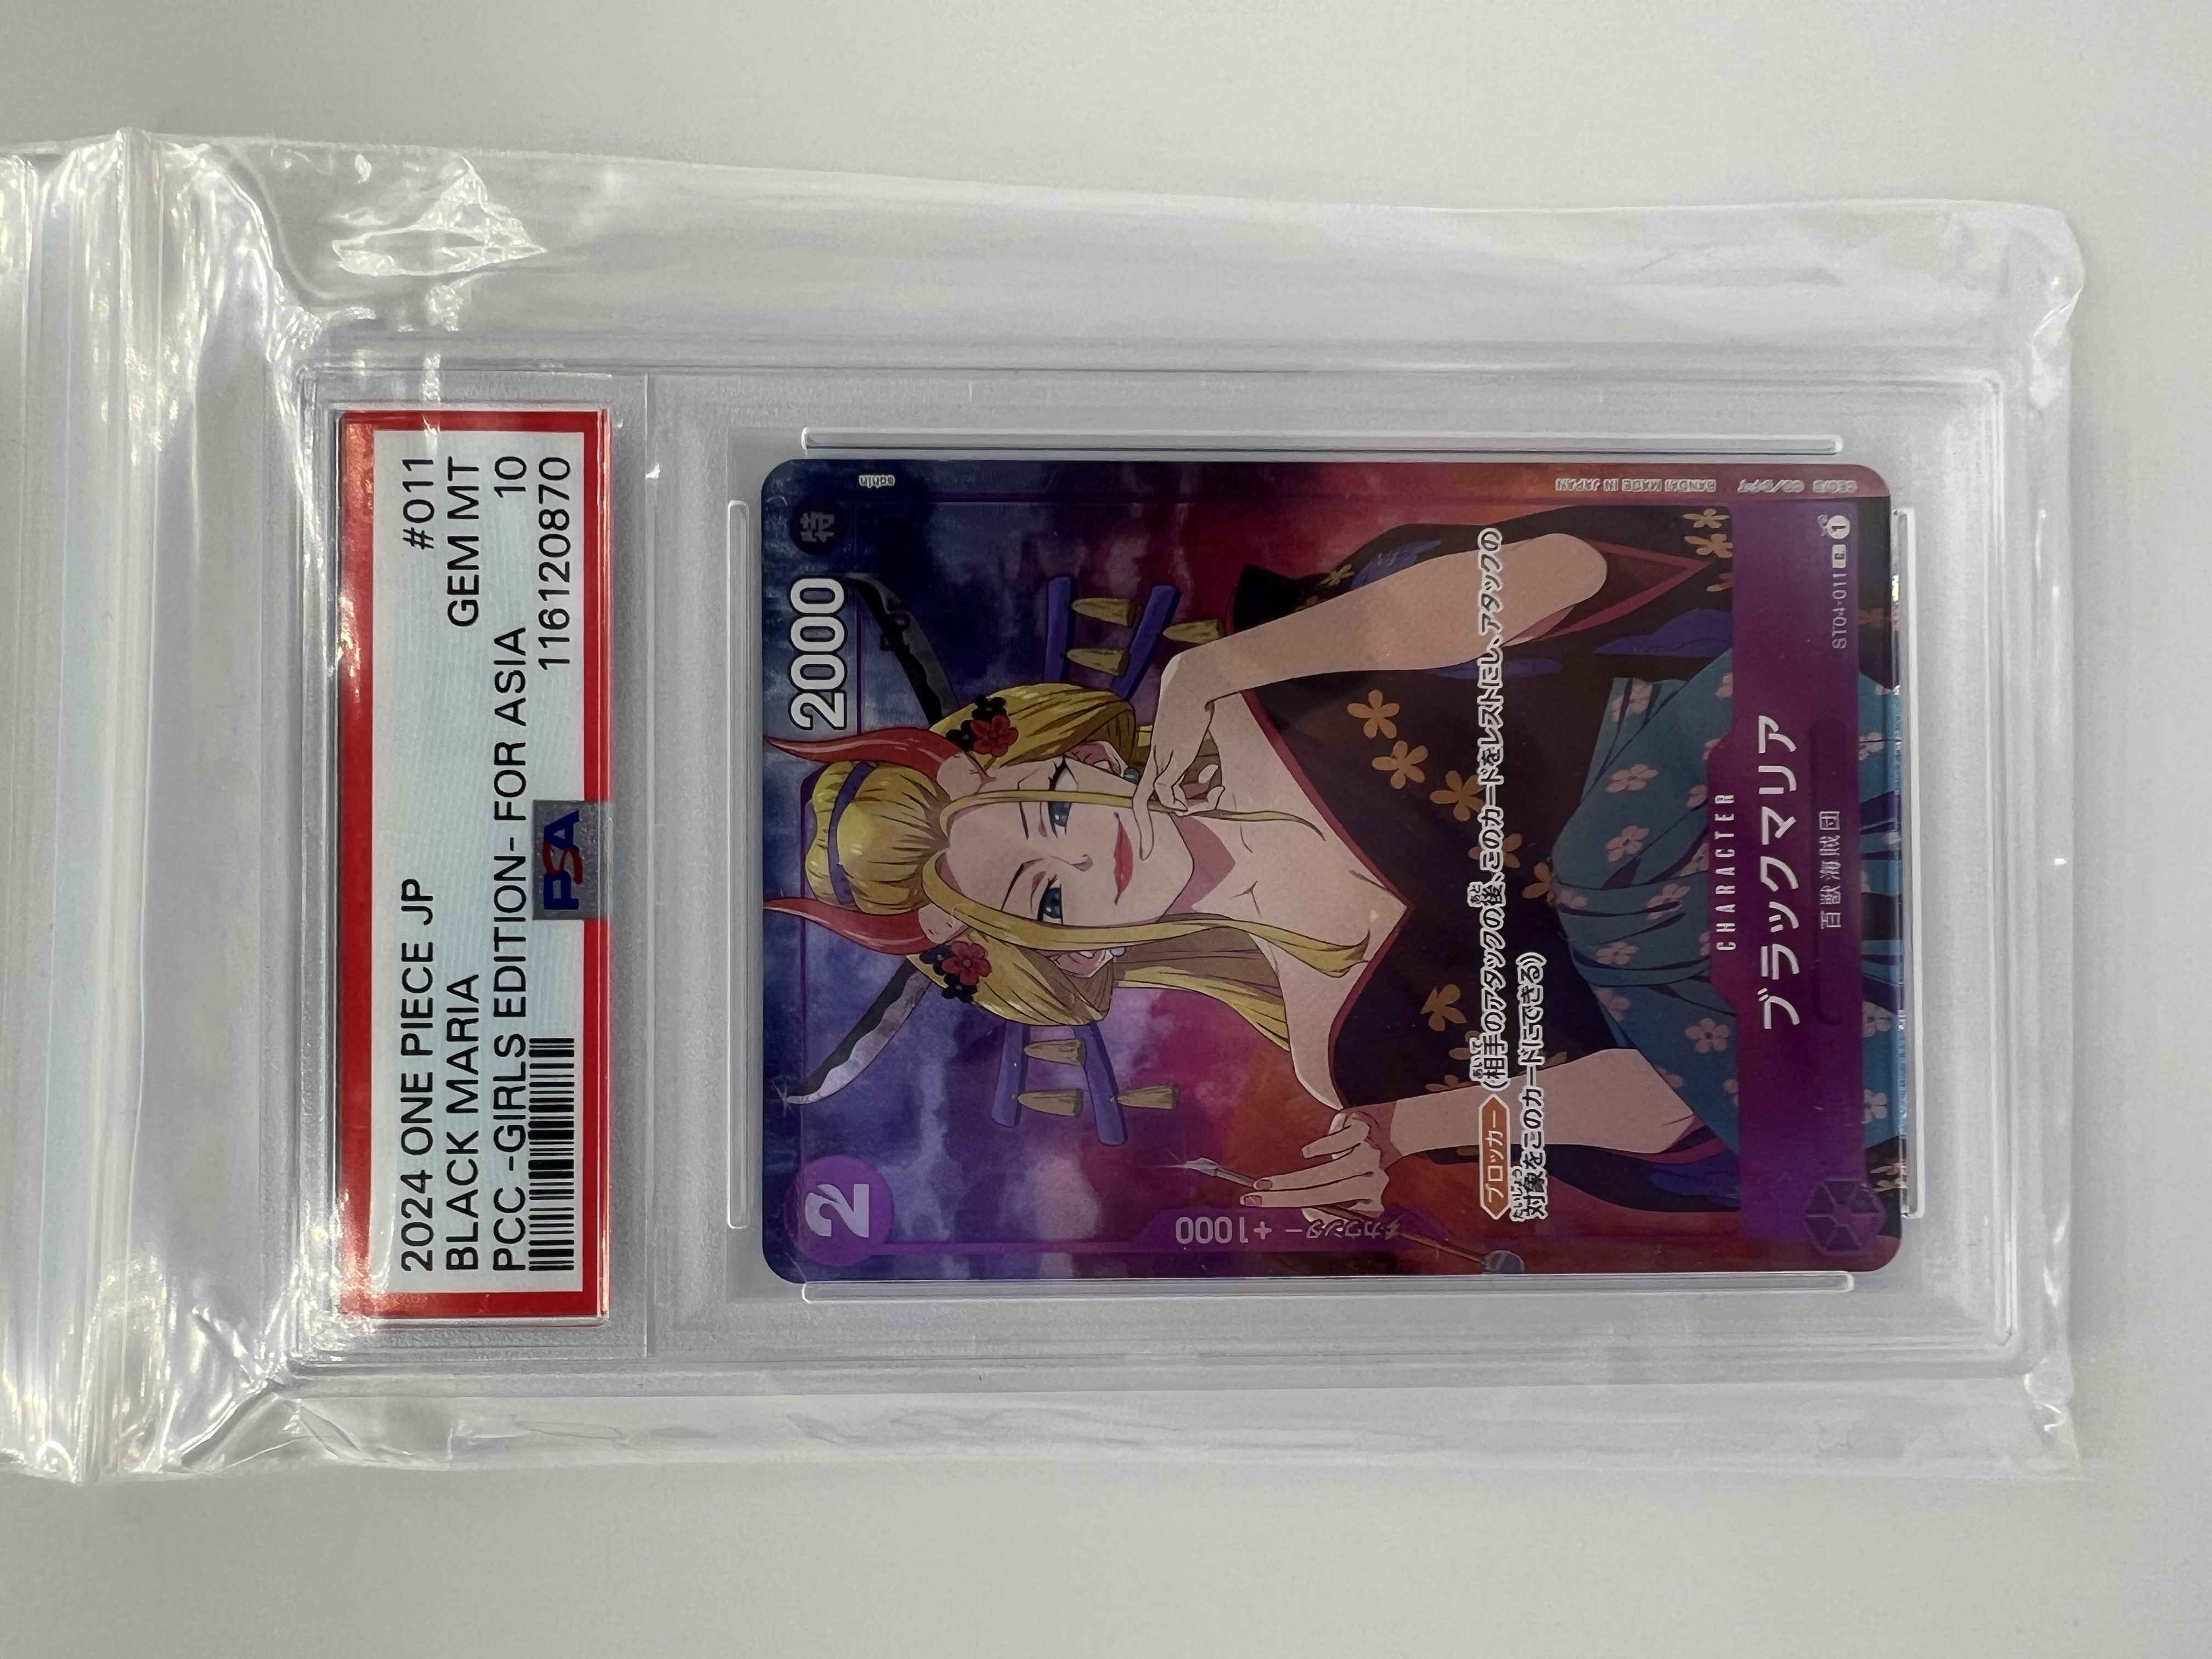 2024 ONE PIECE JP #011
BLACK MARIA GEM MT
PCC -GIRLS EDITION- FOR ASIA 10
PSA 116120870
2
2000
特
sohin
カウンター +1000
ブロッカー (相手のアタックの後、このカードをレストにし、アタックの
対象をこのカードにできる)
BANDAI MADE IN JAPAN
CHARACTER
ブラックマリア
百獣海賊団
ST04-011 C 1